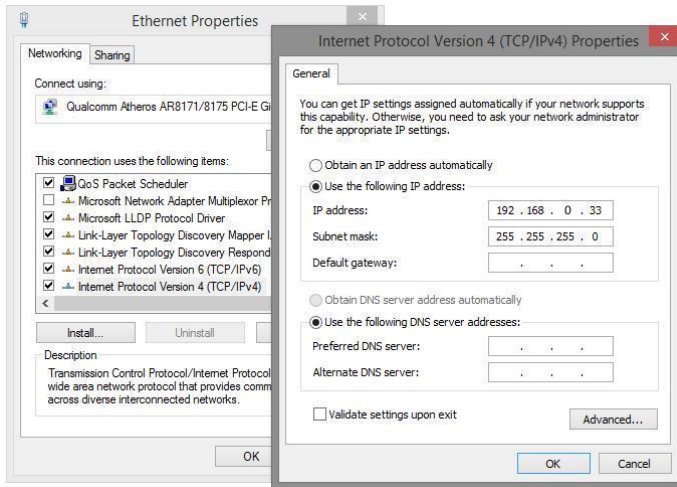 Ethernet Properties
Networking
Sharing
Connect using:
Qualcomm Atheros AR8171/8175 PCI-E
This connection uses the following items:
QoS Packet Scheduler
Microsoft Network Adapter Multiplexor
Microsoft LLDP Protocol Driver
Link-Layer Topology Discovery Mapper
Link-Layer Topology Discovery
Internet Protocol Version 6 (TCP/IPv6)
Internet Protocol Version 4 (TCP/IPv4)
Install...
Uninstall
Description
Transmission Control Protocol/Internet Protocol
wide area network protocol that provides
across diverse interconnected networks.
OK
Internet Protocol Version 4 (TCP/IPv4) Properties
General
You can get IP settings assigned automatically if your network supports
this capability. Otherwise, you need to ask your network administrator
for the appropriate IP settings.
Obtain an IP address automatically
Use the following IP address:
IP address: 192 . 168 . 0 . 33
Subnet mask: 255 . 255 . 255 . 0
Default gateway: . . .
Obtain DNS server address automatically
Use the following DNS server addresses:
Preferred DNS server: . . .
Alternate DNS server: . . .
Validate settings upon exit
Advanced...
OK
Cancel